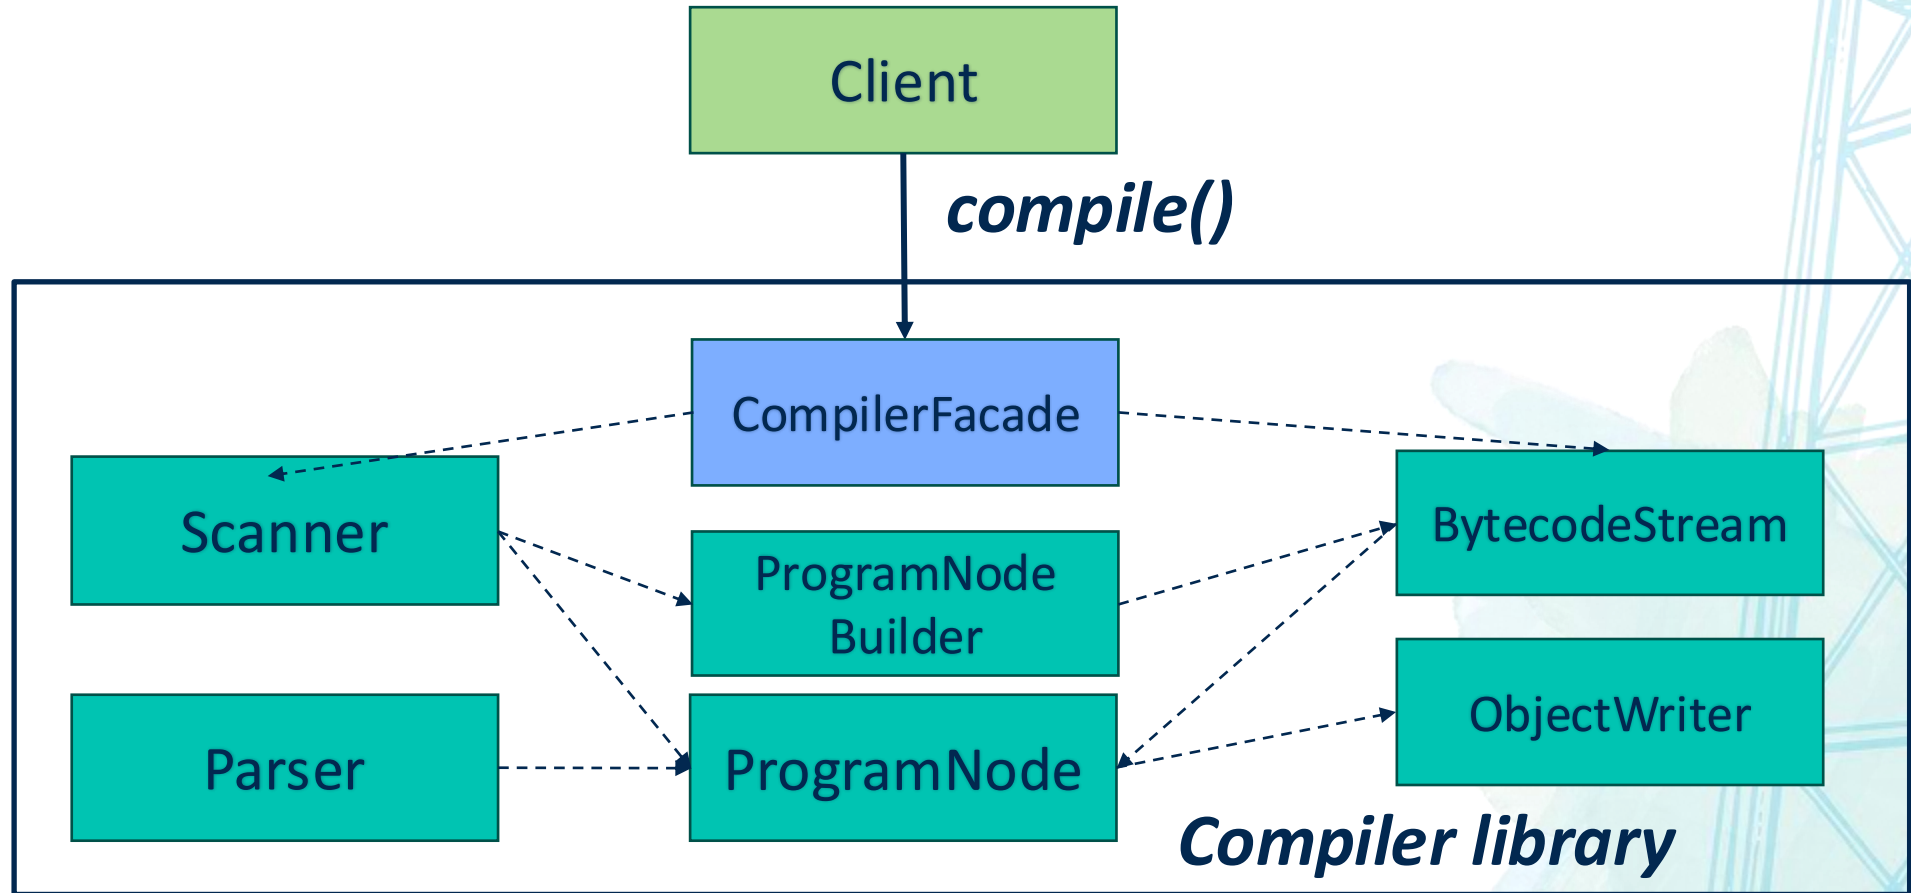 Client
compile()
CompilerFacade
Scanner
ProgramNode
Builder
BytecodeStream
Parser
ProgramNode
ObjectWriter
Compiler library